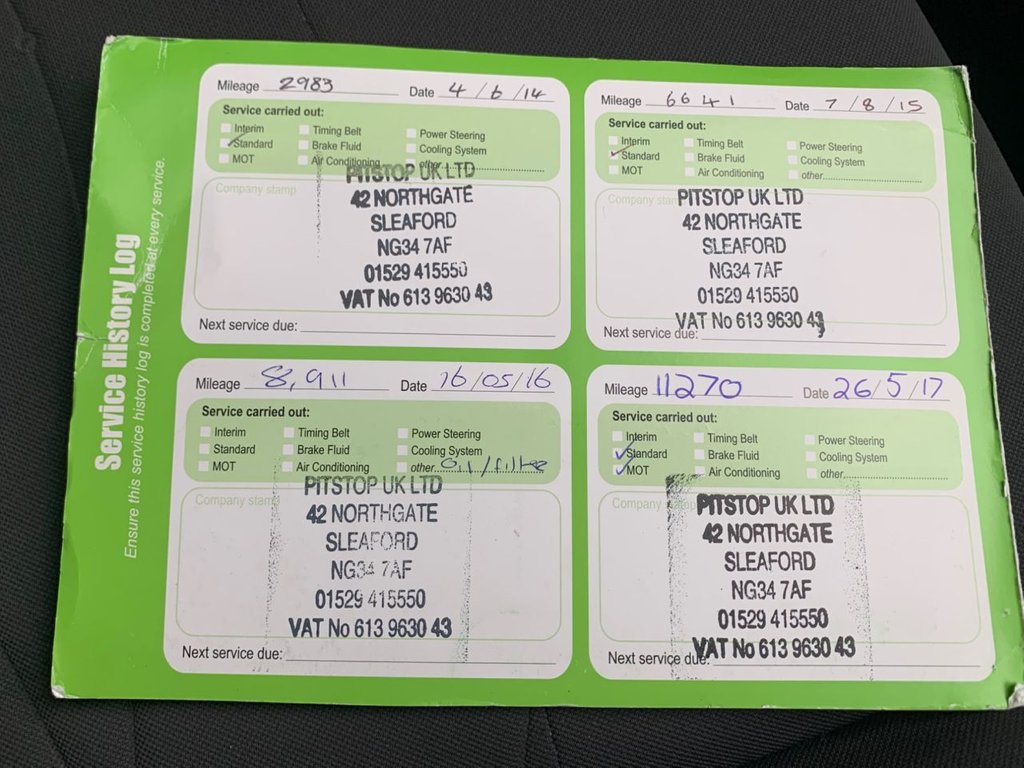 Service History Log
Ensure this service history log is completed at every service.
Mileage 2983 Date 4/6/14
Service carried out:
Interim Timing Belt Power Steering
Standard Brake Fluid Cooling System
MOT Air Conditioning other
Company stamp
PITSTOP UK LTD
42 NORTHGATE
SLEAFORD
NG34 7AF
01529 415550
VAT No 613 9630 43
Next service due:
Mileage 6641 Date 7/8/15
Service carried out:
Interim Timing Belt Power Steering
Standard Brake Fluid Cooling System
MOT Air Conditioning other
Company stamp
PITSTOP UK LTD
42 NORTHGATE
SLEAFORD
NG34 7AF
01529 415550
VAT No 613 9630 43
Next service due:
Mileage 8,911 Date 16/05/16
Service carried out:
Interim Timing Belt Power Steering
Standard Brake Fluid Cooling System
MOT Air Conditioning other oil/filter
Company stamp
PITSTOP UK LTD
42 NORTHGATE
SLEAFORD
NG34 7AF
01529 415550
VAT No 613 9630 43
Next service due:
Mileage 11270 Date 26/5/17
Service carried out:
Interim Timing Belt Power Steering
Standard Brake Fluid Cooling System
MOT Air Conditioning other
Company stamp
PITSTOP UK LTD
42 NORTHGATE
SLEAFORD
NG34 7AF
01529 415550
VAT No 613 9630 43
Next service due: